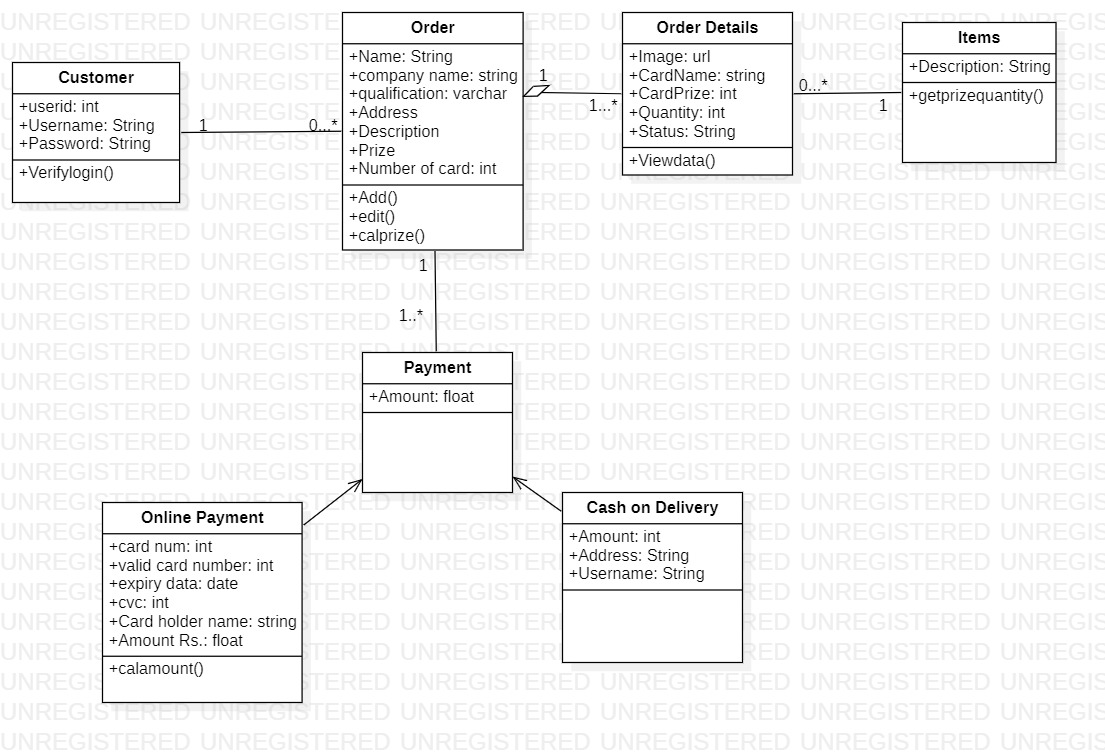 Customer
+userid: int
+Username: String
+Password: String
+Verifylogin()
1
0...*
Order
+Name: String
+company name: string
+qualification: varchar
+Address
+Description
+Prize
+Number of card: int
+Add()
+edit()
+calprize()
1
1...*
Order Details
+Image: url
+CardName: string
+CardPrize: int
+Quantity: int
+Status: String
+Viewdata()
0...*
1
Items
+Description: String
+getprizequantity()
1
1..*
Payment
+Amount: float
Online Payment
+card num: int
+valid card number: int
+expiry data: date
+cvc: int
+Card holder name: string
+Amount Rs.: float
+calamount()
Cash on Delivery
+Amount: int
+Address: String
+Username: String
UNREGISTERED